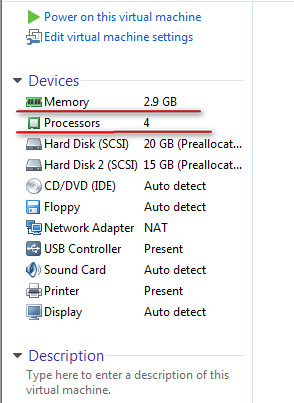 Power on this virtual machine
Edit virtual machine settings
Devices
Memory 2.9 GB
Processors 4
Hard Disk (SCSI) 20 GB (Preallocat...
Hard Disk 2 (SCSI) 15 GB (Preallocat...
CD/DVD (IDE) Auto detect
Floppy Auto detect
Network Adapter NAT
USB Controller Present
Sound Card Auto detect
Printer Present
Display Auto detect
Description
Type here to enter a description of this
virtual machine.